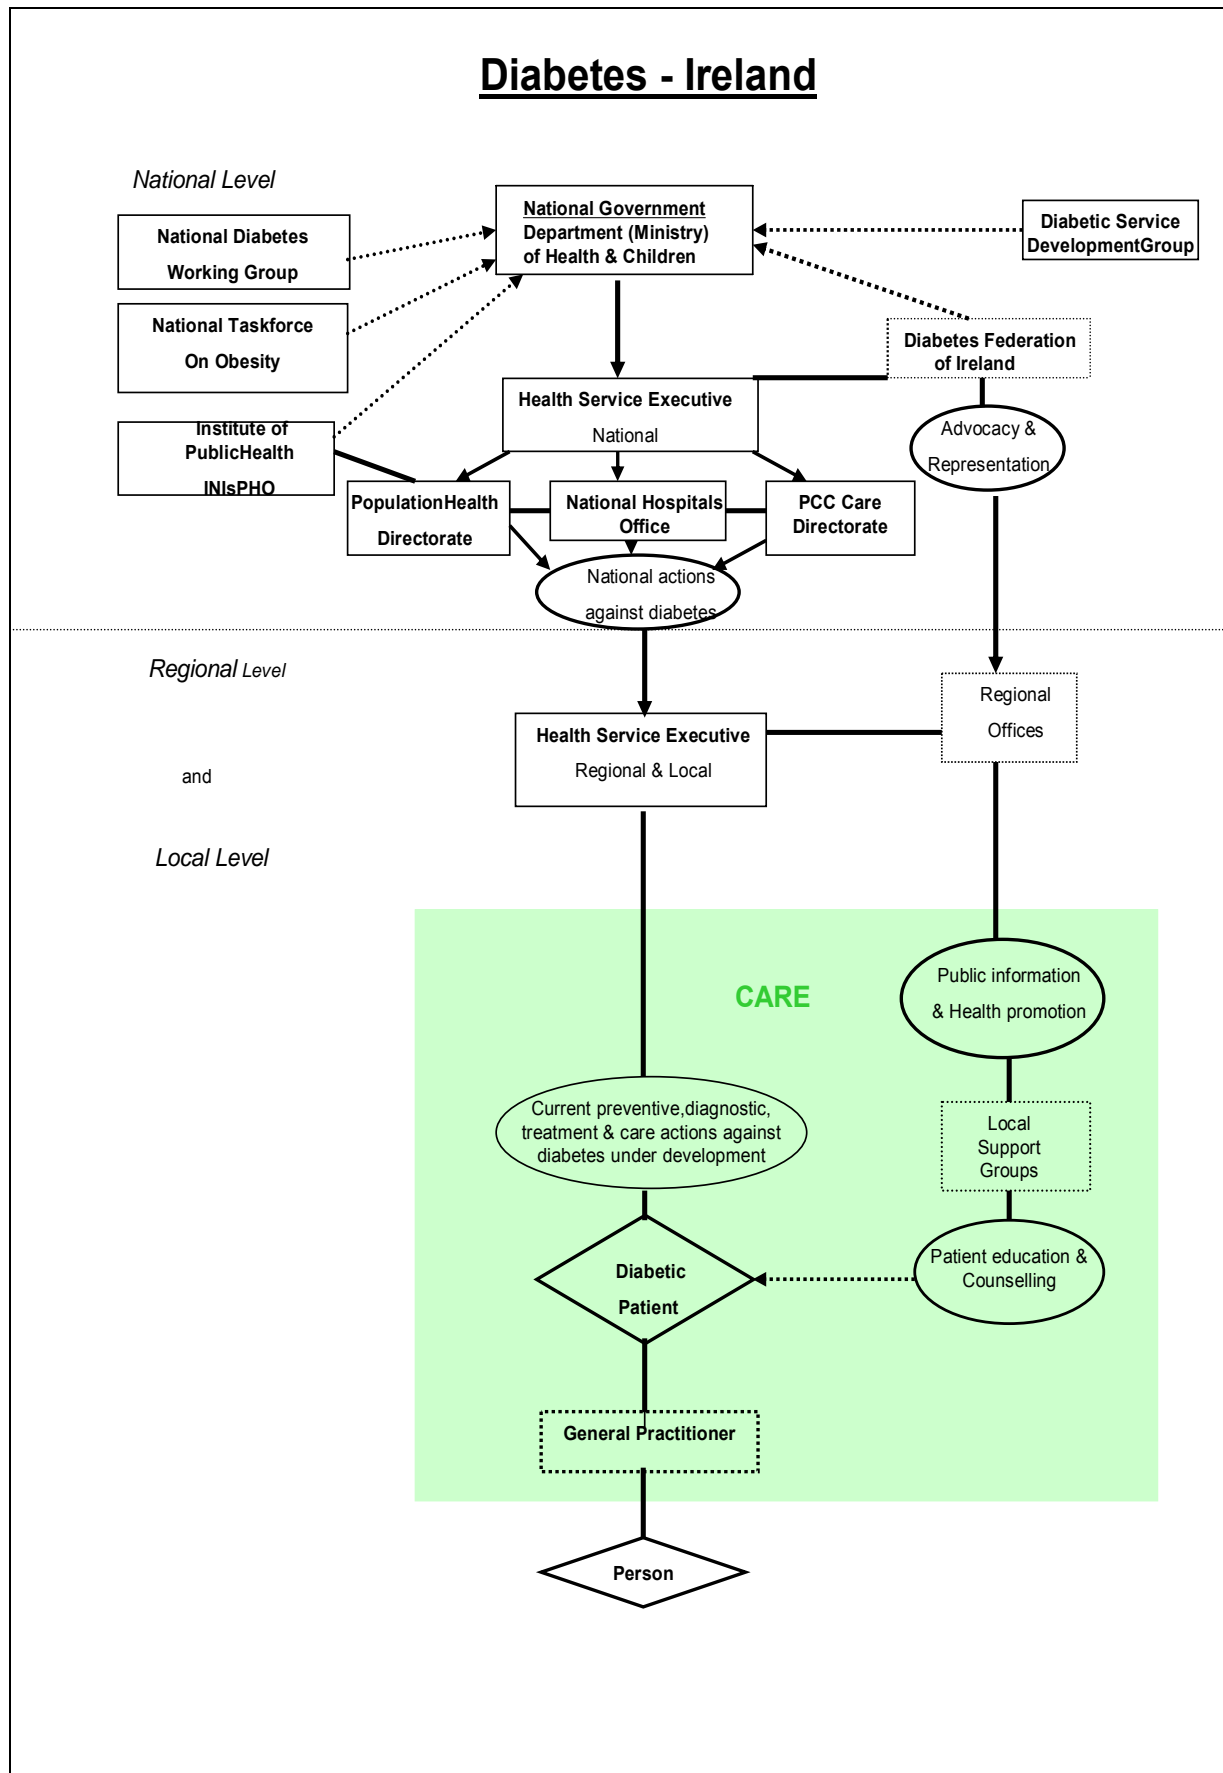 Diabetes - Ireland
National Level
National Diabetes
Working Group
National Government
Department (Ministry)
of Health & Children
Diabetic Service
DevelopmentGroup
National Taskforce
On Obesity
Diabetes Federation
of Ireland
Health Service Executive
National
Institute of
PublicHealth
INIsPHO
Advocacy &
Representation
PopulationHealth
Directorate
National Hospitals
Office
PCC Care
Directorate
National actions
against diabetes
Regional Level
and
Local Level
Health Service Executive
Regional & Local
Regional
Offices
CARE
Public information
& Health promotion
Current preventive,diagnostic,
treatment & care actions against
diabetes under development
Local
Support
Groups
Diabetic
Patient
Patient education &
Counselling
General Practitioner
Person